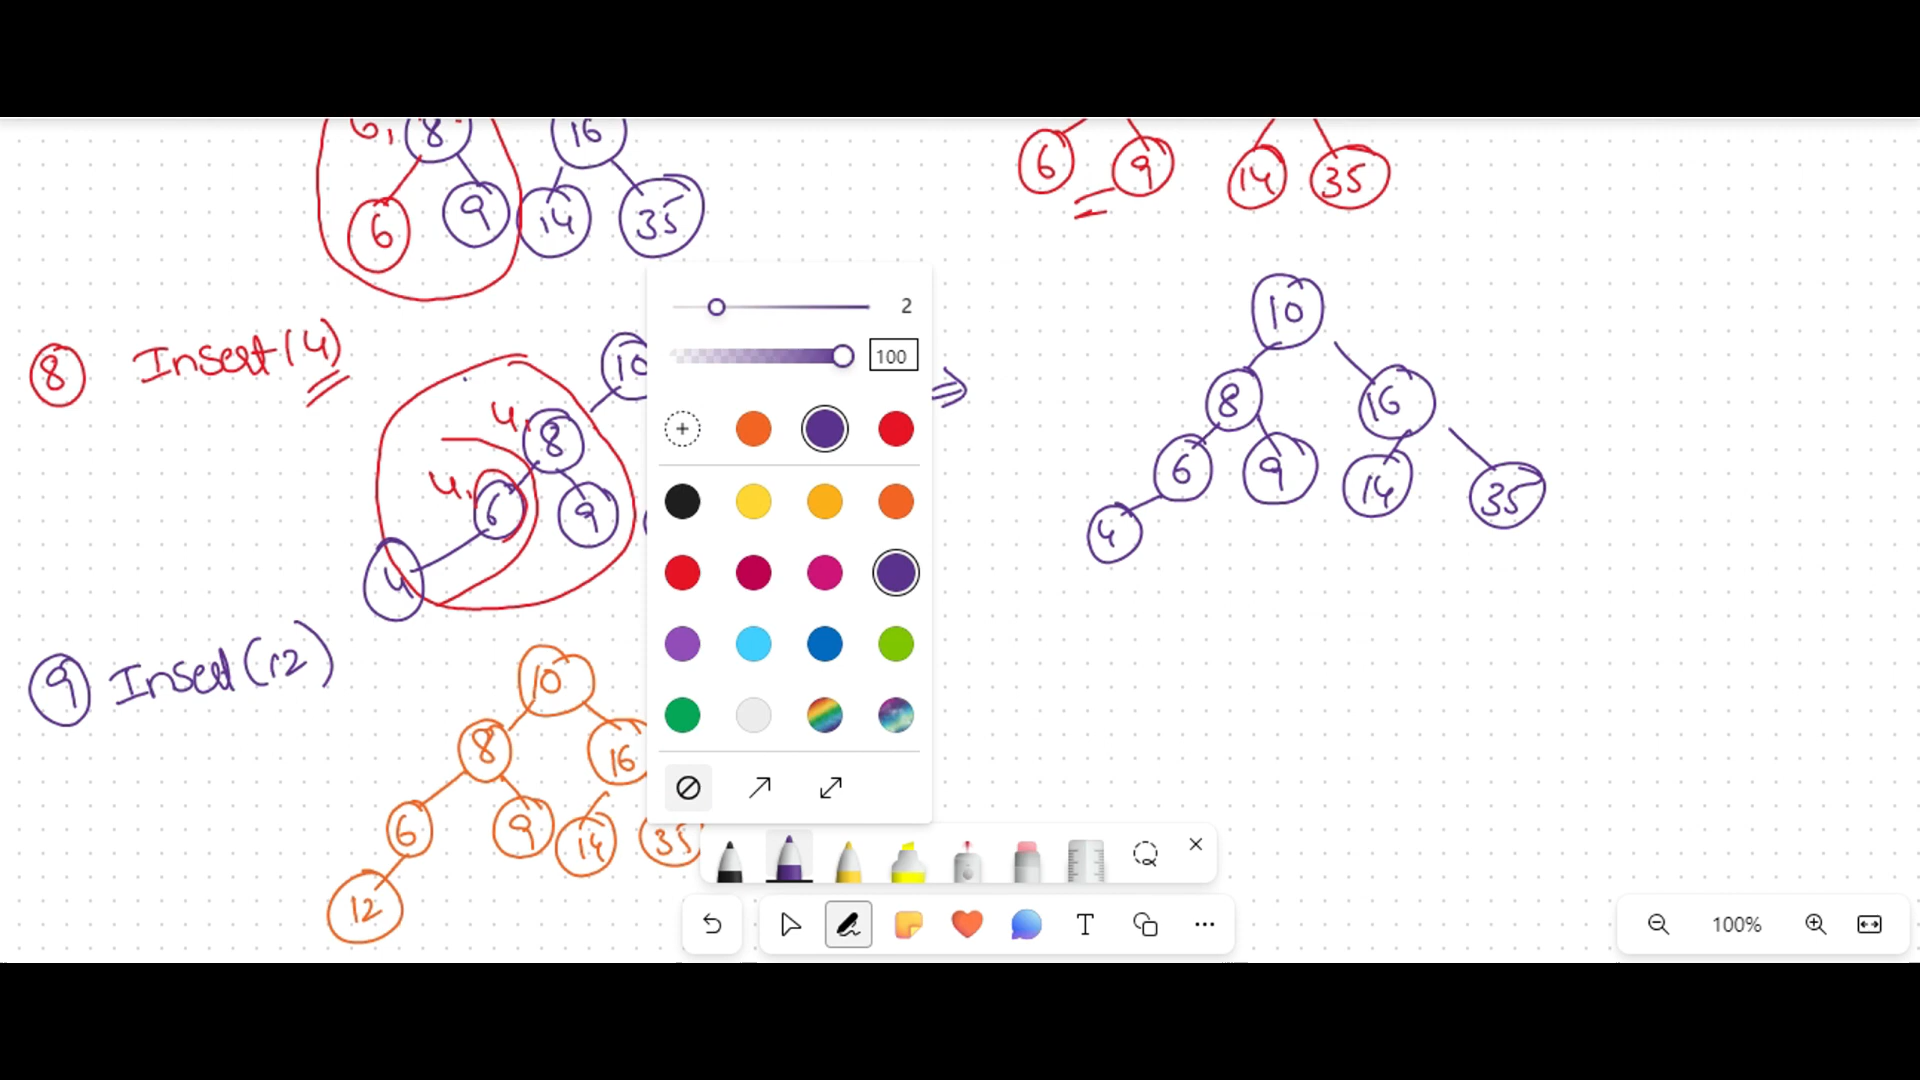 6, 8 16
6 9 14 35
6 9 14 35
8 Insert(4)
10
4, 8
4, 6 9
4
10
8 16
6 9 14 35
4
9 Insert(12)
10
8 16
6 9 14 35
12
2
100
T
100%